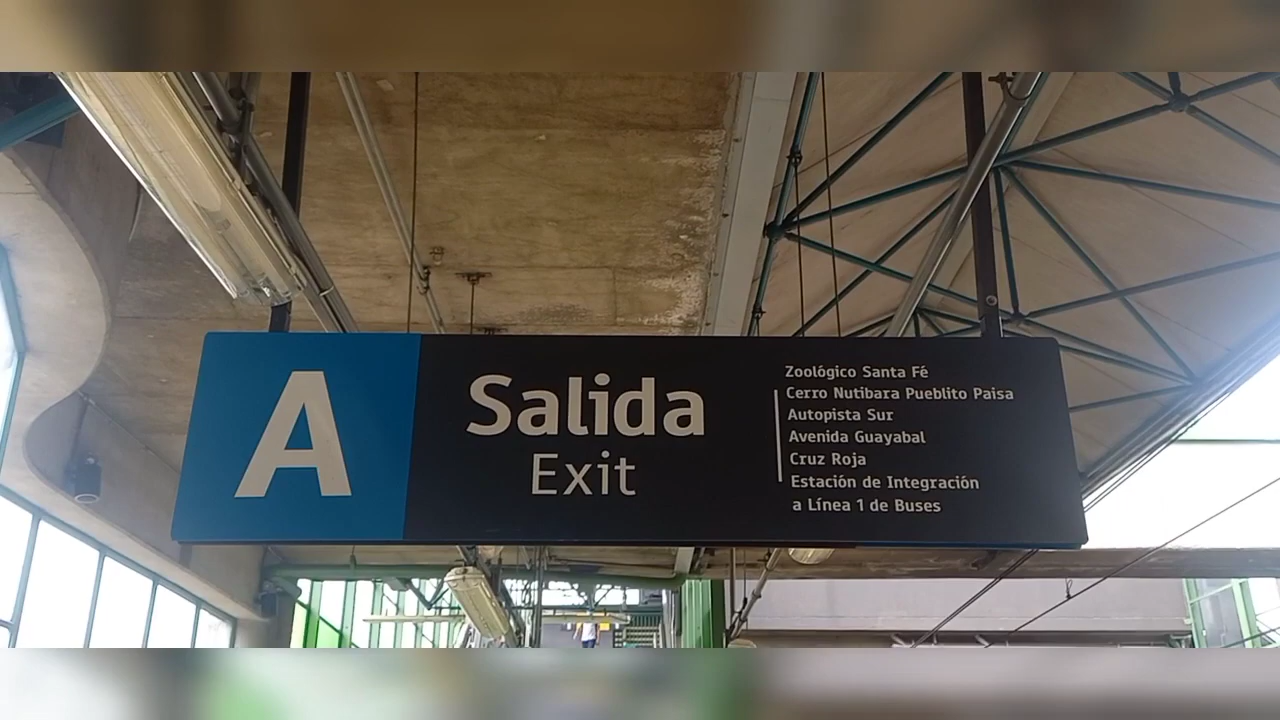 A
Salida
Exit
Zoológico Santa Fé
Cerro Nutibara Pueblito Paisa
Autopista Sur
Avenida Guayabal
Cruz Roja
Estación de Integración
a Línea 1 de Buses